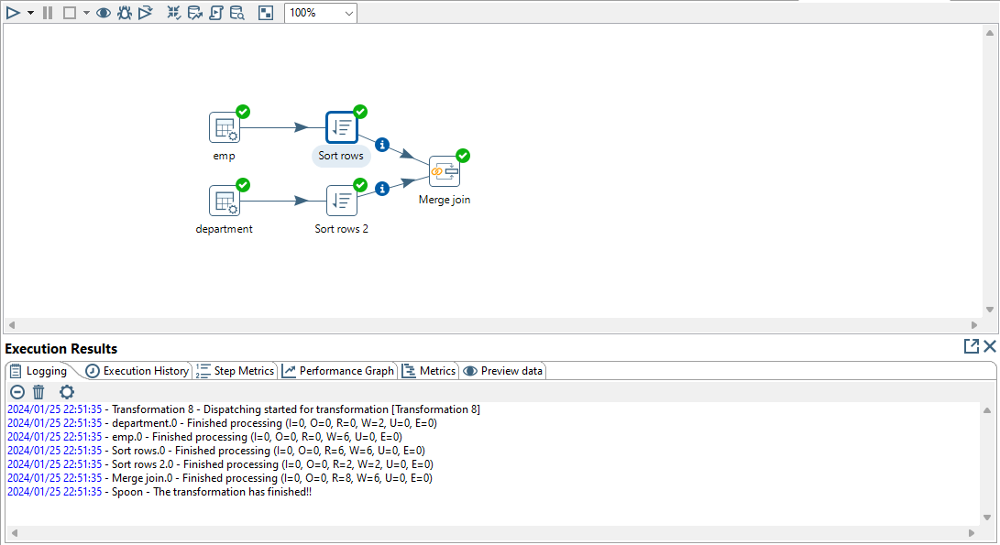 100%
emp
Sort rows
Merge join
department
Sort rows 2
Execution Results
Logging Execution History Step Metrics Performance Graph Metrics Preview data
2024/01/25 22:51:35 - Transformation 8 - Dispatching started for transformation [Transformation 8]
2024/01/25 22:51:35 - department.0 - Finished processing (I=0, O=0, R=0, W=2, U=0, E=0)
2024/01/25 22:51:35 - emp.0 - Finished processing (I=0, O=0, R=0, W=6, U=0, E=0)
2024/01/25 22:51:35 - Sort rows.0 - Finished processing (I=0, O=0, R=6, W=6, U=0, E=0)
2024/01/25 22:51:35 - Sort rows 2.0 - Finished processing (I=0, O=0, R=2, W=2, U=0, E=0)
2024/01/25 22:51:35 - Merge join.0 - Finished processing (I=0, O=0, R=8, W=6, U=0, E=0)
2024/01/25 22:51:35 - Spoon - The transformation has finished!!